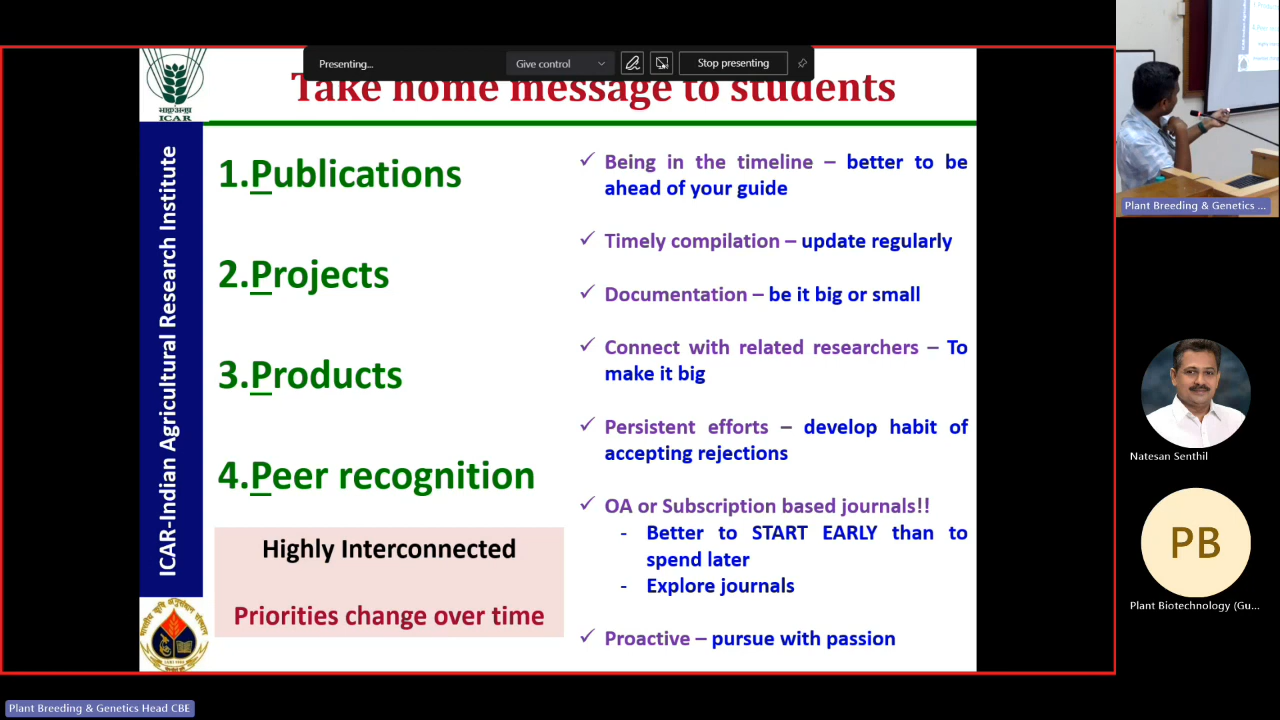 Presenting...
Give control
Stop presenting
Take home message to students
ICAR
ICAR-Indian Agricultural Research Institute
1.Publications
2.Projects
3.Products
4.Peer recognition
Highly Interconnected
Priorities change over time
✓ Being in the timeline – better to be
ahead of your guide
✓ Timely compilation – update regularly
✓ Documentation – be it big or small
✓ Connect with related researchers – To
make it big
✓ Persistent efforts – develop habit of
accepting rejections
✓ OA or Subscription based journals!!
- Better to START EARLY than to
spend later
- Explore journals
✓ Proactive – pursue with passion
Plant Breeding & Genetics ...
Natesan Senthil
PB
Plant Biotechnology (Gu...
Plant Breeding & Genetics Head CBE